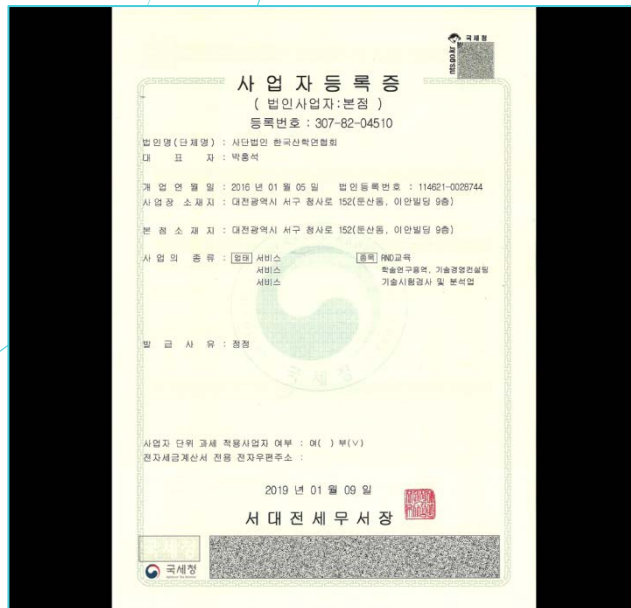 국세청
nts.go.kr
사업자등록증
( 법인사업자:본점 )
등록번호 : 307-82-04510
법인명(단체명) : 사단법인 한국산학연협회
대 표 자 : 박흥석
개 업 연 월 일 : 2016 년 01 월 05 일 법인등록번호 : 114621-0028744
사업장 소재지 : 대전광역시 서구 청사로 152(둔산동, 이안빌딩 9층)
본 점 소 재 지 : 대전광역시 서구 청사로 152(둔산동, 이안빌딩 9층)
사 업 의 종 류 : 업태 서비스 종목 RND교육
서비스 학술연구용역, 기술경영컨설팅
서비스 기술시험검사 및 분석업
발 급 사 유 : 정정
국세청
사업자 단위 과세 적용사업자 여부 : 여( ) 부(∨)
전자세금계산서 전용 전자우편주소 :
2019 년 01 월 09 일
서대전세무서장
국세청
국세청